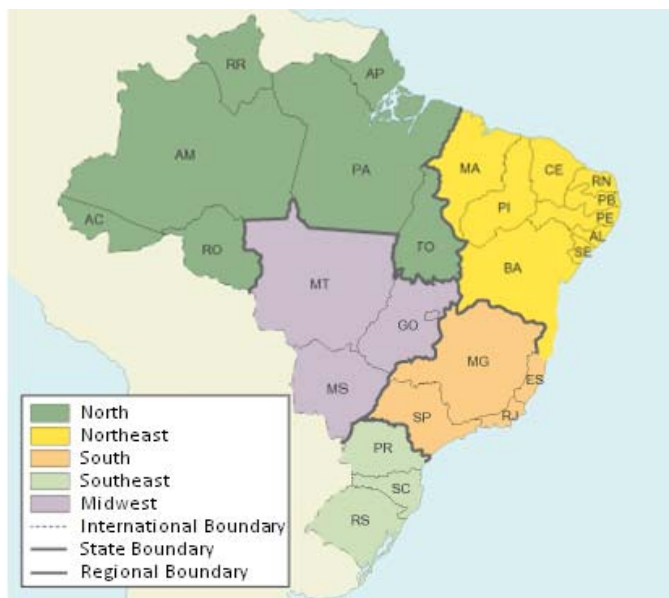 RR
AP
AM
PA
MA
CE
RN
PB
PE
AL
SE
PI
AC
RO
TO
BA
MT
GO
MG
ES
MS
SP
RJ
PR
SC
RS
North
Northeast
South
Southeast
Midwest
International Boundary
State Boundary
Regional Boundary